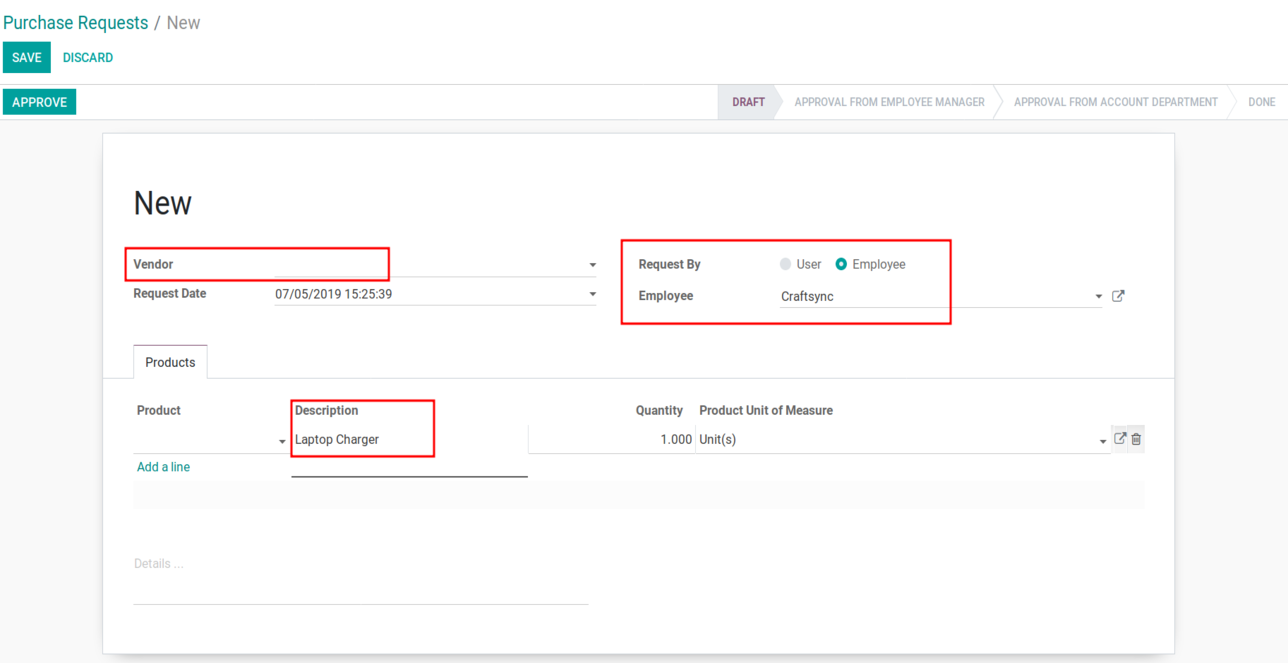 Purchase Requests / New
SAVE DISCARD
APPROVE DRAFT APPROVAL FROM EMPLOYEE MANAGER APPROVAL FROM ACCOUNT DEPARTMENT DONE
New
Vendor Request By User Employee
Request Date 07/05/2019 15:25:39 Employee Craftsync
Products
Product Description Quantity Product Unit of Measure
Laptop Charger 1.000 Unit(s)
Add a line
Details ...